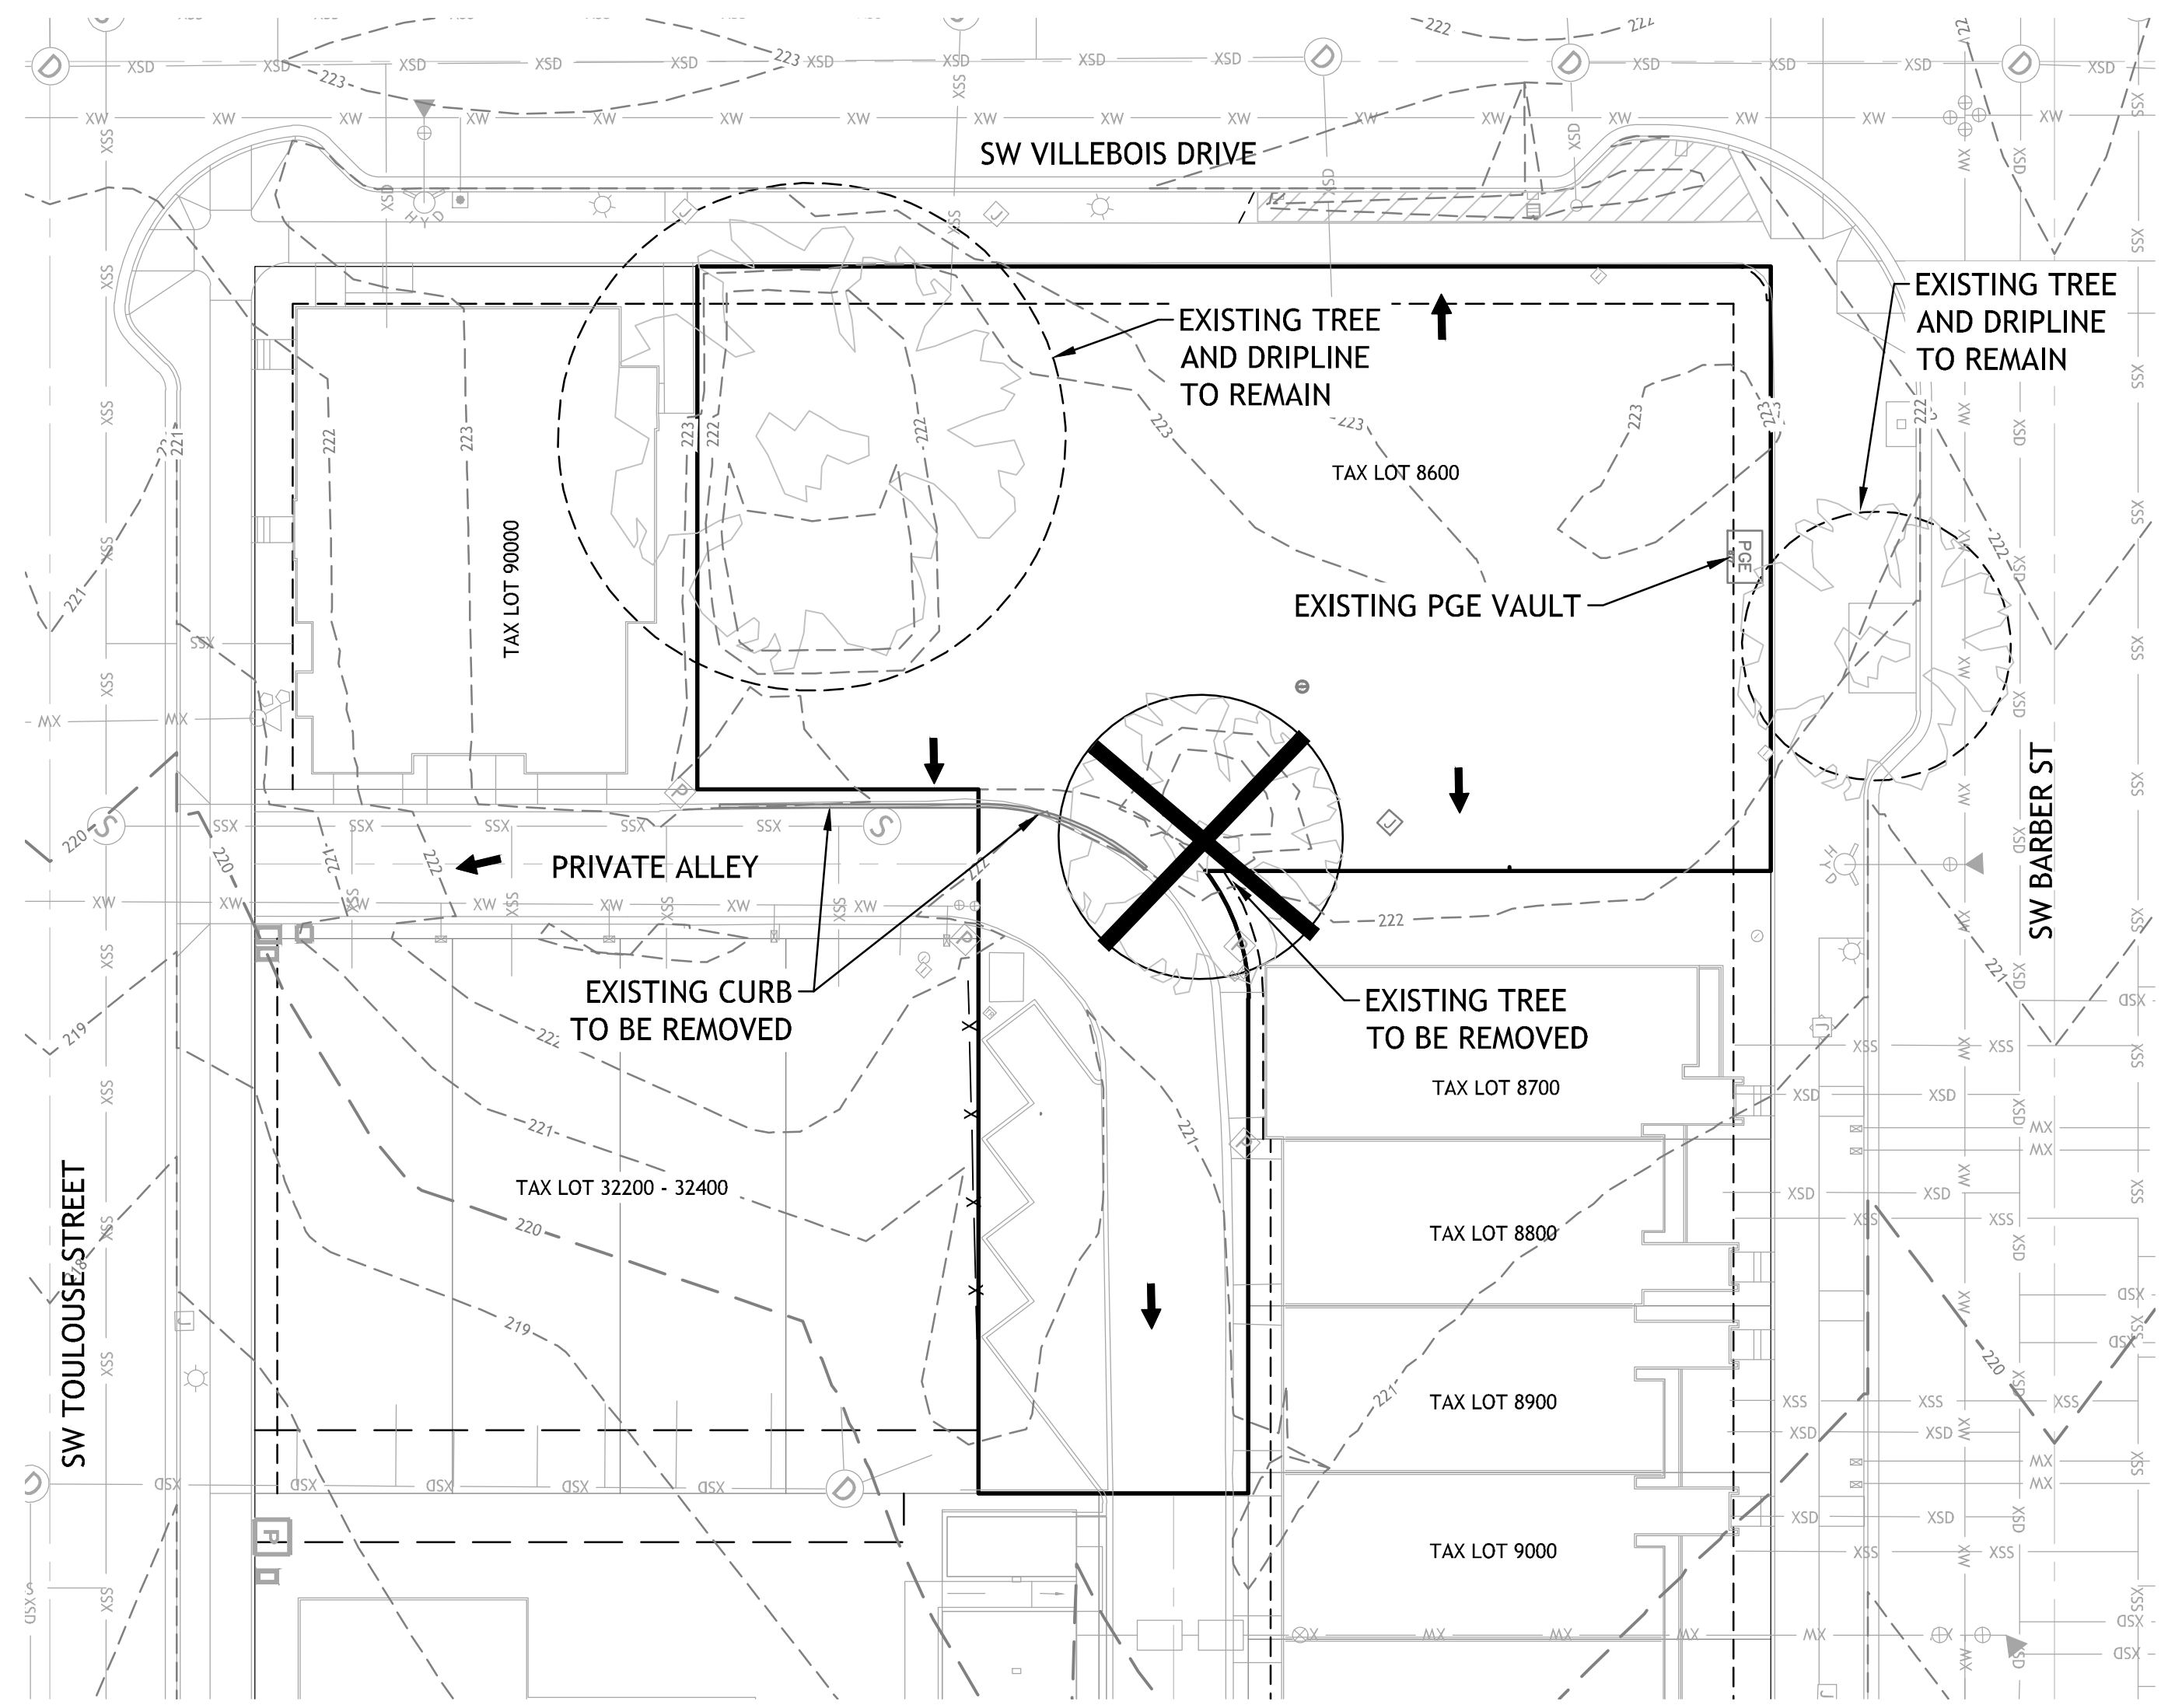 SW VILLEBOIS DRIVE
EXISTING TREE
AND DRIPLINE
TO REMAIN
EXISTING TREE
AND DRIPLINE
TO REMAIN
TAX LOT 8600
TAX LOT 90000
PGE
EXISTING PGE VAULT
PRIVATE ALLEY
SW BARBER ST
EXISTING CURB
TO BE REMOVED
EXISTING TREE
TO BE REMOVED
TAX LOT 8700
TAX LOT 32200 - 32400
TAX LOT 8800
TAX LOT 8900
TAX LOT 9000
SW TOULOUSE STREET
XSD
XW
XSS
HYD
223
222
221
220
219
D
S
P
J